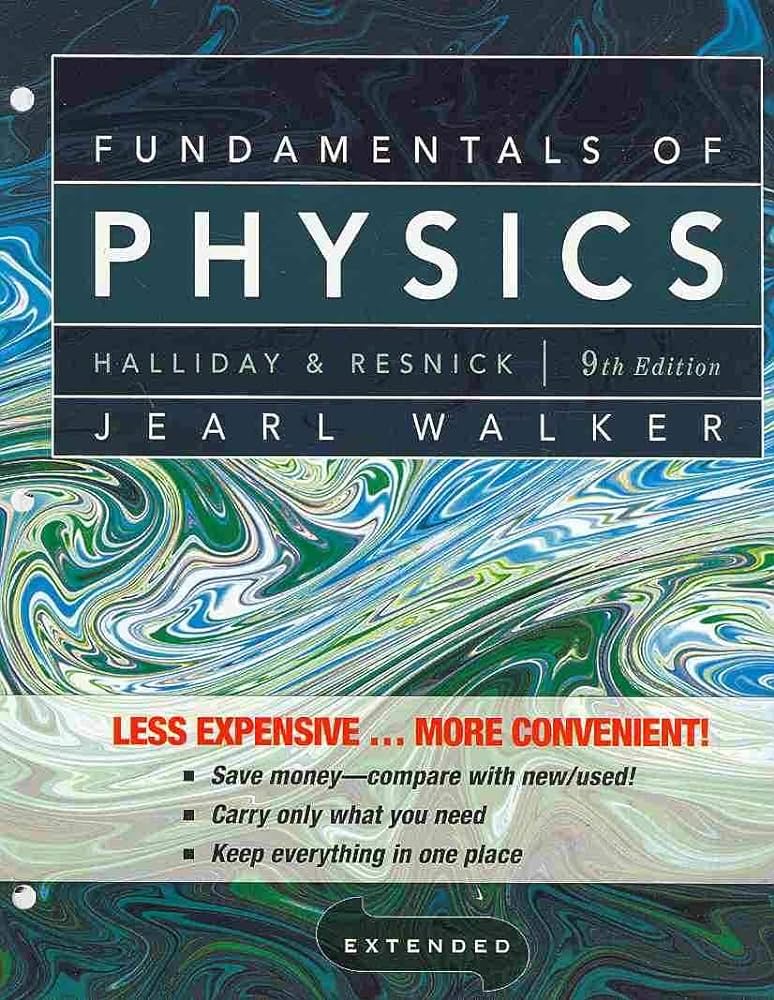 FUNDAMENTALS OF
PHYSICS
HALLIDAY & RESNICK | 9th Edition
JEARL WALKER
LESS EXPENSIVE ... MORE CONVENIENT!
▪ Save money—compare with new/used!
▪ Carry only what you need
▪ Keep everything in one place
EXTENDED